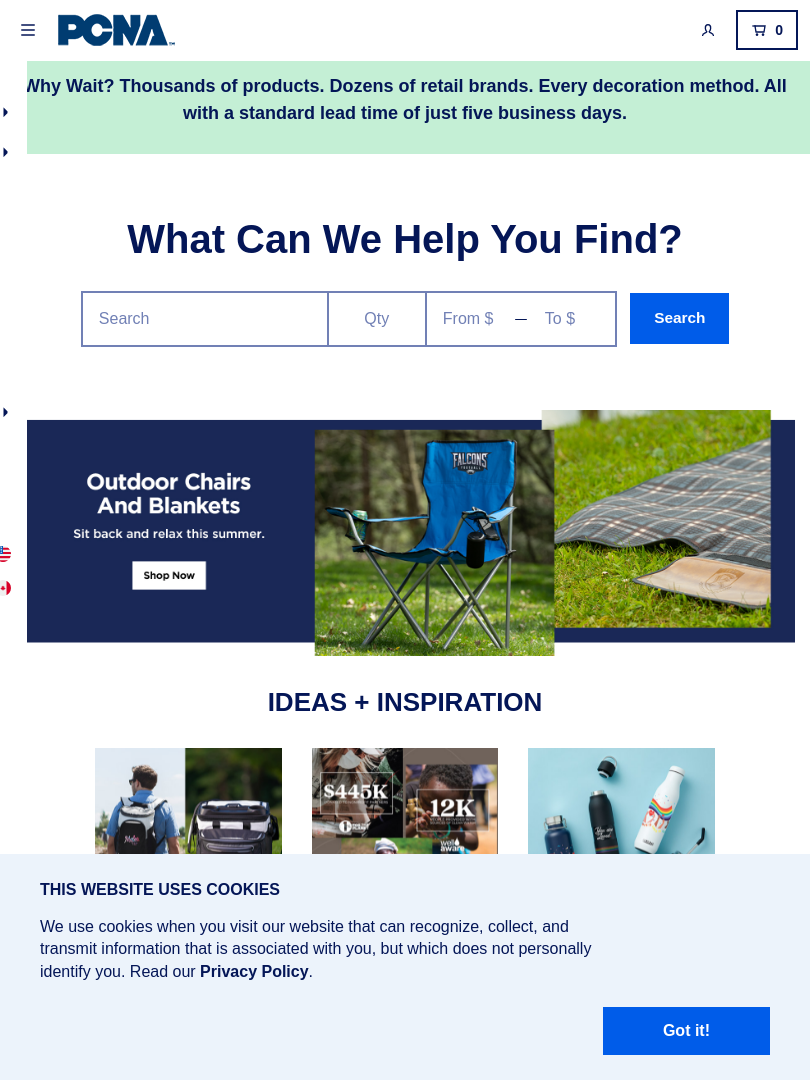 PCNA
0
Why Wait? Thousands of products. Dozens of retail brands. Every decoration method. All
with a standard lead time of just five business days.
What Can We Help You Find?
Search
Qty
From $
—
To $
Search
Outdoor Chairs
And Blankets
Sit back and relax this summer.
Shop Now
FALCONS
IDEAS + INSPIRATION
$445K
12K
well
aware
THIS WEBSITE USES COOKIES
We use cookies when you visit our website that can recognize, collect, and
transmit information that is associated with you, but which does not personally
identify you. Read our Privacy Policy.
Got it!